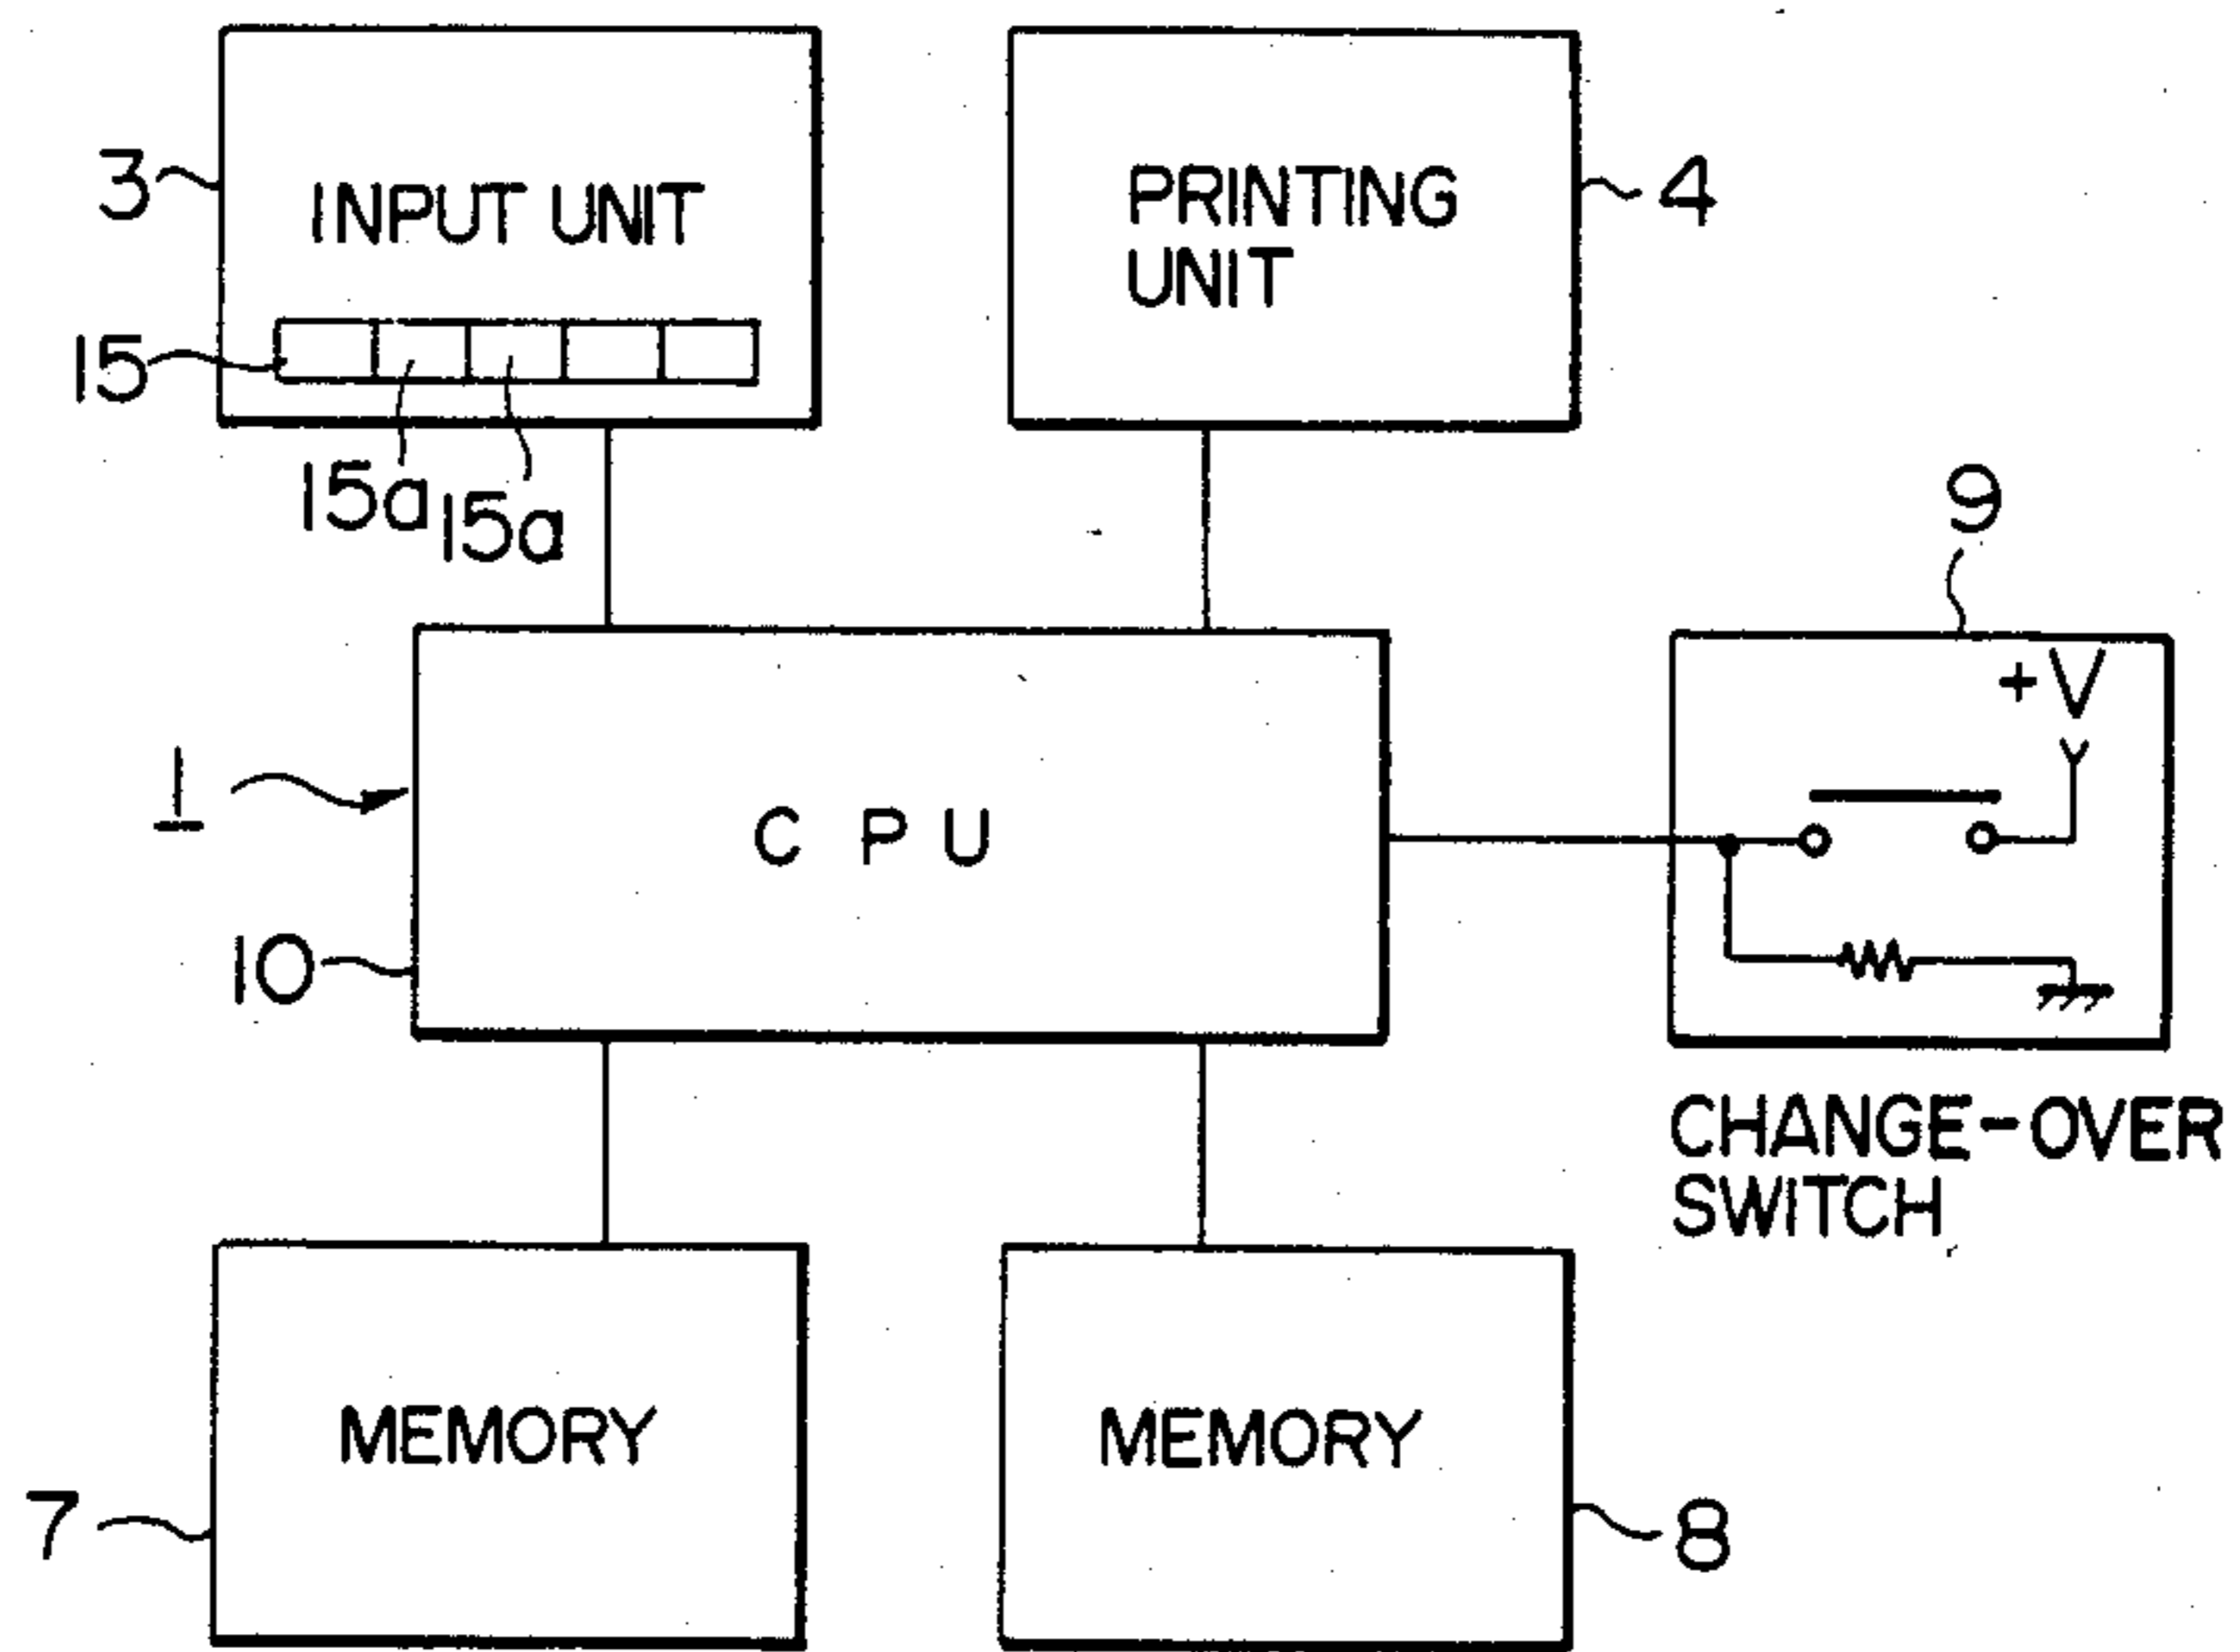 3
INPUT UNIT
PRINTING
UNIT
4
15
15a
15a
9
+V
1
CPU
10
CHANGE-OVER
SWITCH
MEMORY
MEMORY
7
8